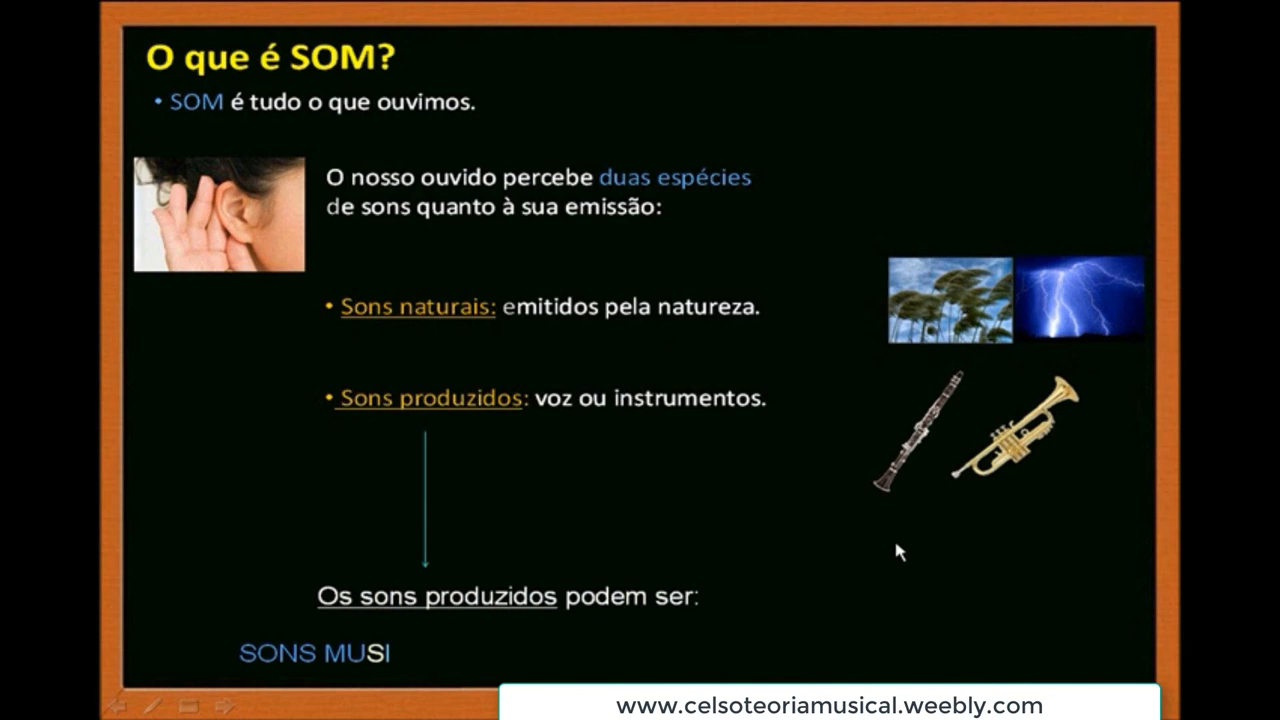 O que é SOM?
• SOM é tudo o que ouvimos.
O nosso ouvido percebe duas espécies
de sons quanto à sua emissão:
• Sons naturais: emitidos pela natureza.
• Sons produzidos: voz ou instrumentos.
Os sons produzidos podem ser:
SONS MUSI
www.celsoteoriamusical.weebly.com